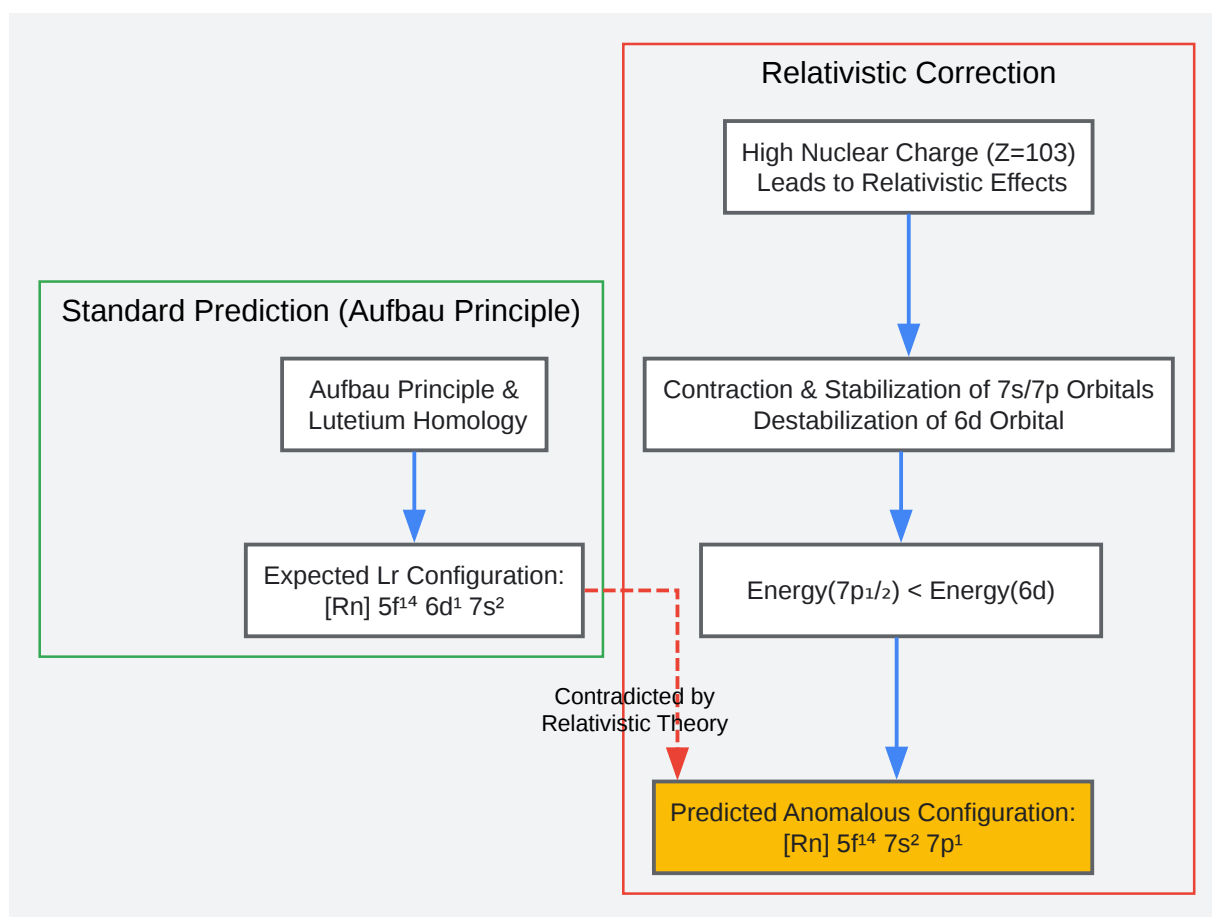 Relativistic Correction
High Nuclear Charge (Z=103)
Leads to Relativistic Effects
Standard Prediction (Aufbau Principle)
Aufbau Principle &
Lutetium Homology
Contraction & Stabilization of 7s/7p Orbitals
Destabilization of 6d Orbital
Expected Lr Configuration:
[Rn] 5f¹⁴ 6d¹ 7s²
Energy(7p₁/₂) < Energy(6d)
Contradicted by
Relativistic Theory
Predicted Anomalous Configuration:
[Rn] 5f¹⁴ 7s² 7p¹